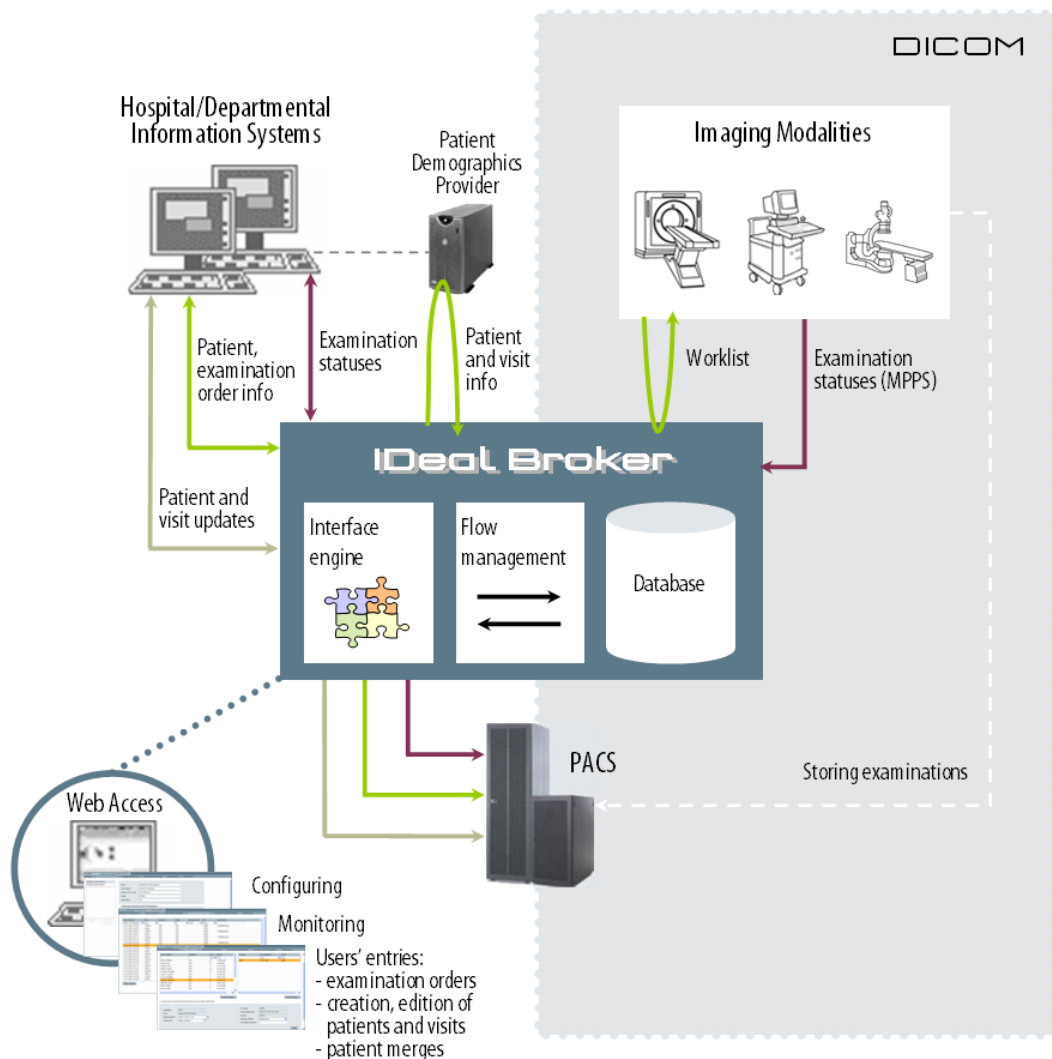 DICOM
Hospital/Departmental
Information Systems
Patient
Demographics
Provider
Imaging Modalities
Patient,
examination
order info
Examination
statuses
Patient
and visit
info
Worklist
Examination
statuses (MPPS)
IDeal Broker
Patient and
visit updates
Interface
engine
Flow
management
Database
PACS
Storing examinations
Web Access
Configuring
Monitoring
Users’ entries:
- examination orders
- creation, edition of
patients and visits
- patient merges